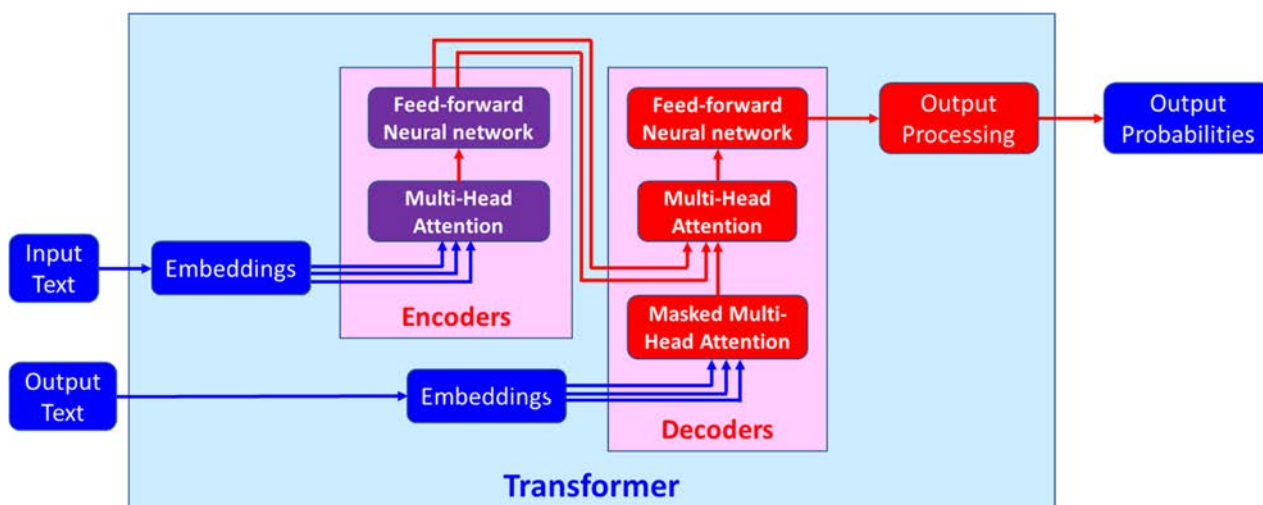 Feed-forward
Neural network
Multi-Head
Attention
Encoders
Feed-forward
Neural network
Multi-Head
Attention
Masked Multi-
Head Attention
Decoders
Output
Processing
Output
Probabilities
Input
Text
Embeddings
Output
Text
Embeddings
Transformer